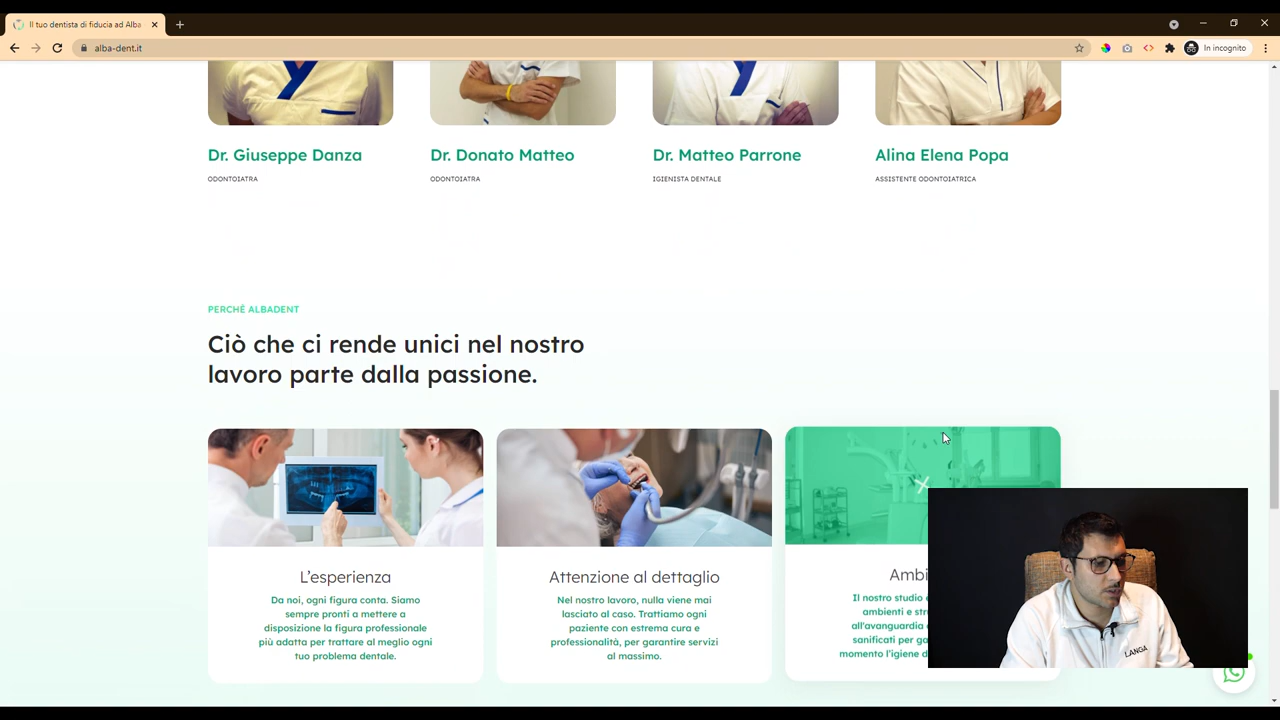 Il tuo dentista di fiducia ad Alba
alba-dent.it
In incognito
Dr. Giuseppe Danza
ODONTOIATRA
Dr. Donato Matteo
ODONTOIATRA
Dr. Matteo Parrone
IGIENISTA DENTALE
Alina Elena Popa
ASSISTENTE ODONTOIATRICA
PERCHÉ ALBADENT
Ciò che ci rende unici nel nostro
lavoro parte dalla passione.
L'esperienza
Da noi, ogni figura conta. Siamo
sempre pronti a mettere a
disposizione la figura professionale
più adatta per trattare al meglio ogni
tuo problema dentale.
Attenzione al dettaglio
Nel nostro lavoro, nulla viene mai
lasciato al caso. Trattiamo ogni
paziente con estrema cura e
professionalità, per garantire servizi
al massimo.
Ambi
Il nostro studio
ambienti e str
all'avanguardia
sanificati per ga
momento l'igiene d
LANGA